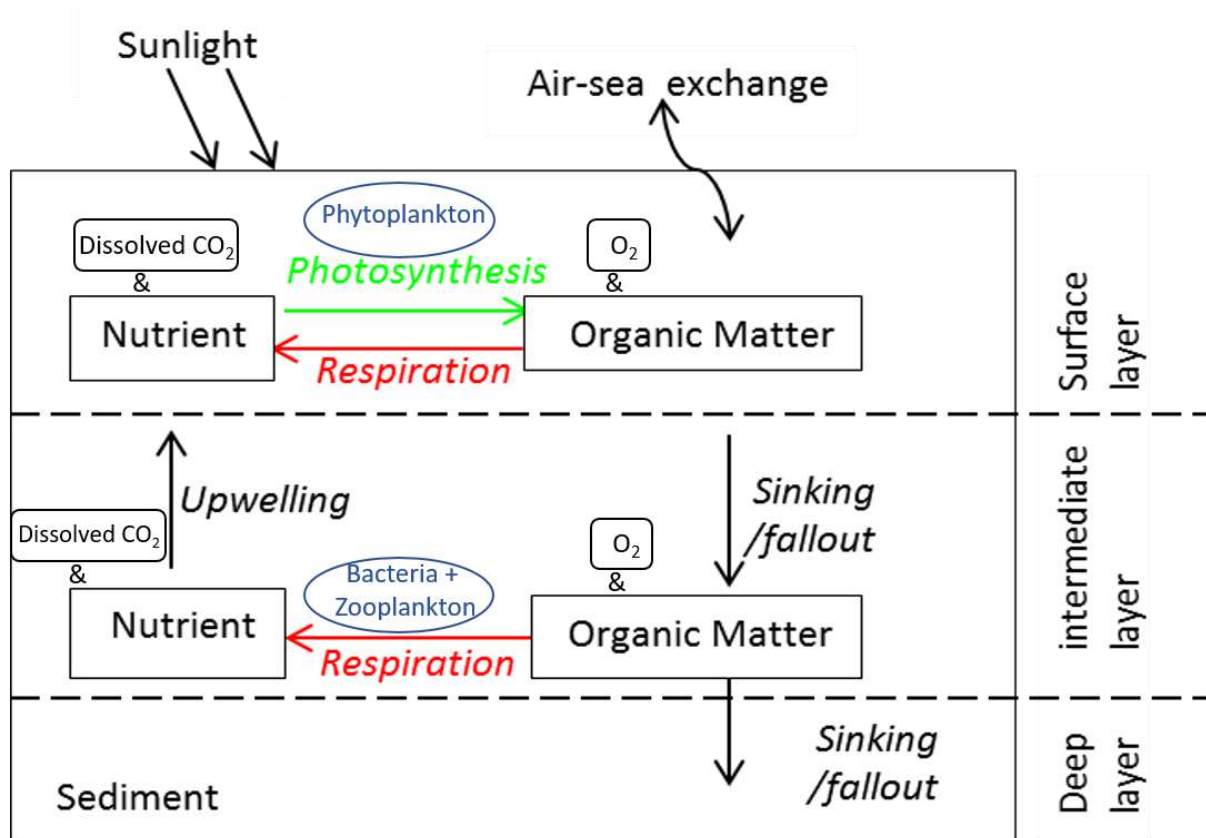 Sunlight
Air-sea exchange
Phytoplankton
Dissolved CO₂
&
O₂
&
Photosynthesis
Nutrient
Organic Matter
Respiration
Surface
layer
Upwelling
Sinking
/fallout
Dissolved CO₂
&
O₂
&
Bacteria +
Zooplankton
Nutrient
Organic Matter
Respiration
intermediate
layer
Sinking
/fallout
Sediment
Deep
layer